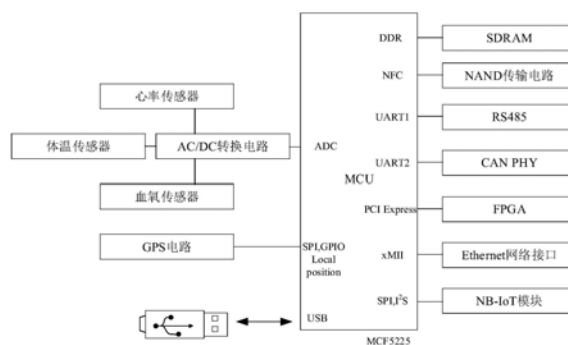 DDR
SDRAM
NFC
NAND传输电路
心率传感器
UART1
RS485
体温传感器
AC/DC转换电路
ADC
UART2
CAN PHY
MCU
血氧传感器
PCI Express
FPGA
GPS电路
SPI,GPIO
Local
position
xMII
Ethernet网络接口
SPI,I²S
NB-IoT模块
USB
MCF5225